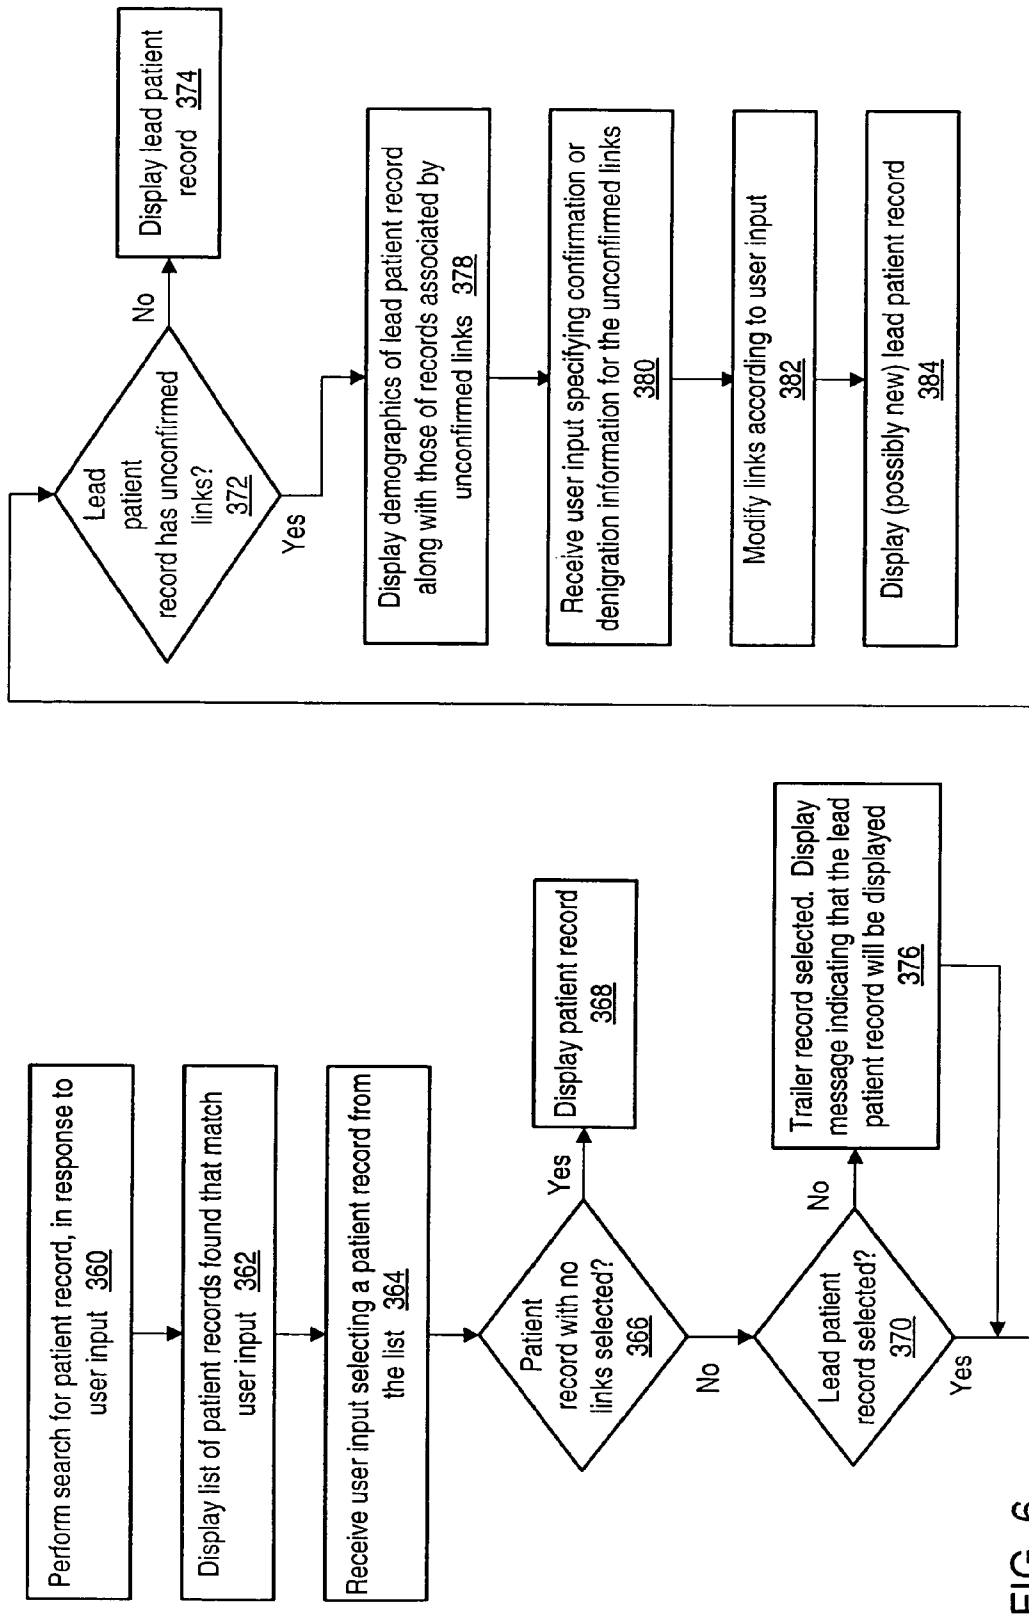 Perform search for patient record, in response to
user input 360
Display list of patient records found that match
user input 362
Receive user input selecting a patient record from
the list 364
Patient
record with no
links selected?
366
Yes
Display patient record
368
No
Lead patient
record selected?
370
No
Trailer record selected. Display
message indicating that the lead
patient record will be displayed
376
Yes
Lead
patient
record has unconfirmed
links?
372
No
Display lead patient
record 374
Yes
Display demographics of lead patient record
along with those of records associated by
unconfirmed links 378
Receive user input specifying confirmation or
denigration information for the unconfirmed links
380
Modify links according to user input
382
Display (possibly new) lead patient record
384
FIG. 6